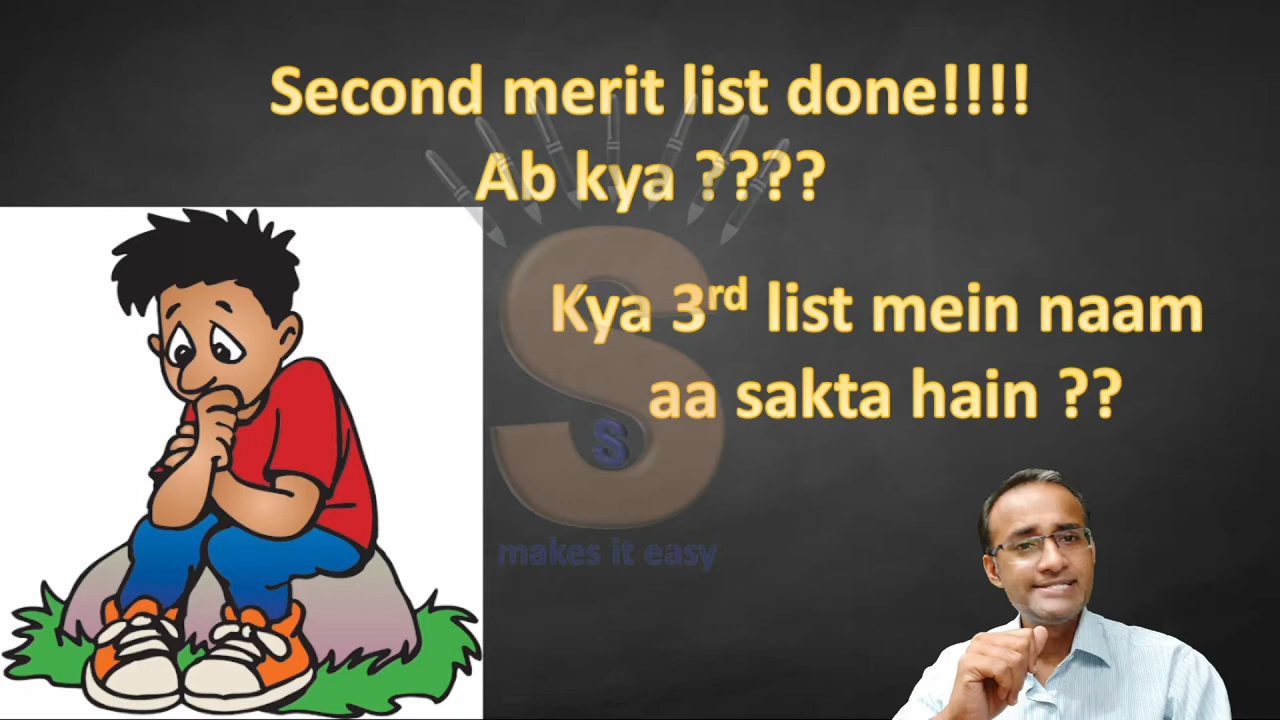 Second merit list done!!!!
Ab kya ????
Kya 3rd list mein naam
aa sakta hain ??
S
s
makes it easy